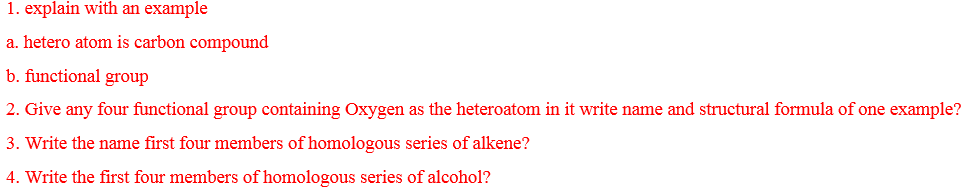 1. explain with an example
a. hetero atom is carbon compound
b. functional group
2. Give any four functional group containing Oxygen as the heteroatom in it write name and structural formula of one example?
3. Write the name first four members of homologous series of alkene?
4. Write the first four members of homologous series of alcohol?